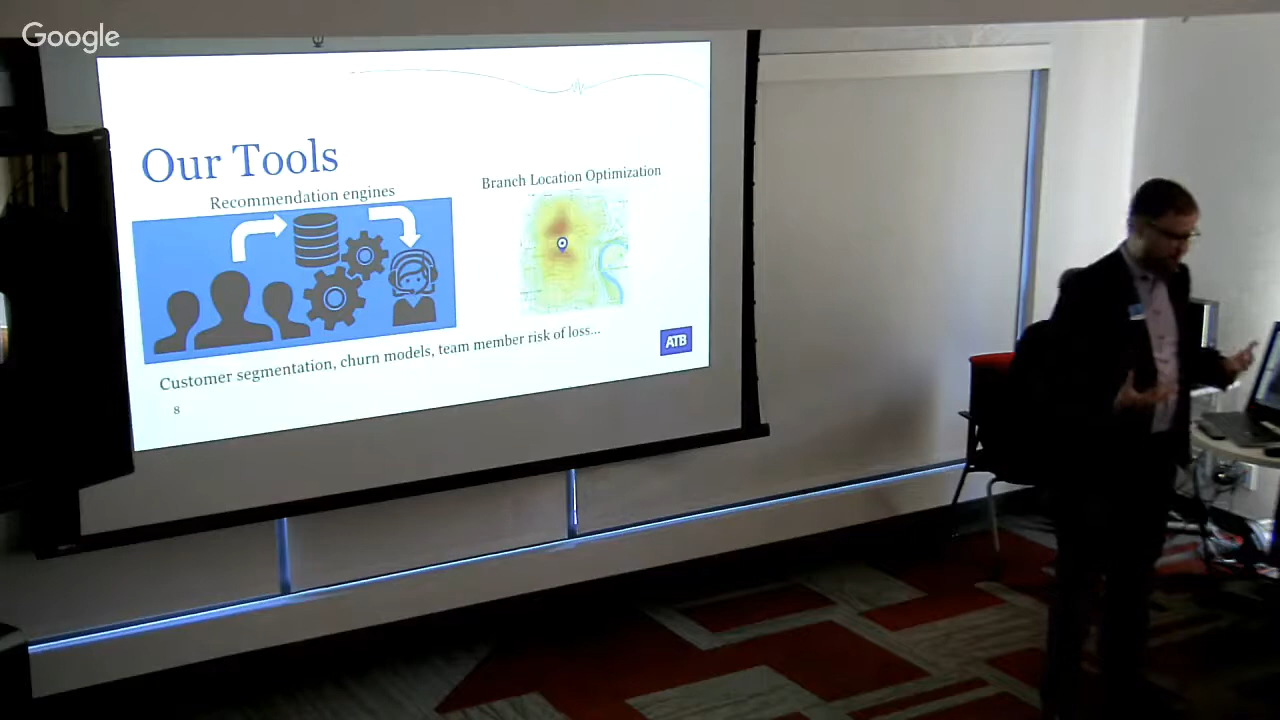 Google
Our Tools
Recommendation engines
Branch Location Optimization
Customer segmentation, churn models, team member risk of loss...
ATB
8